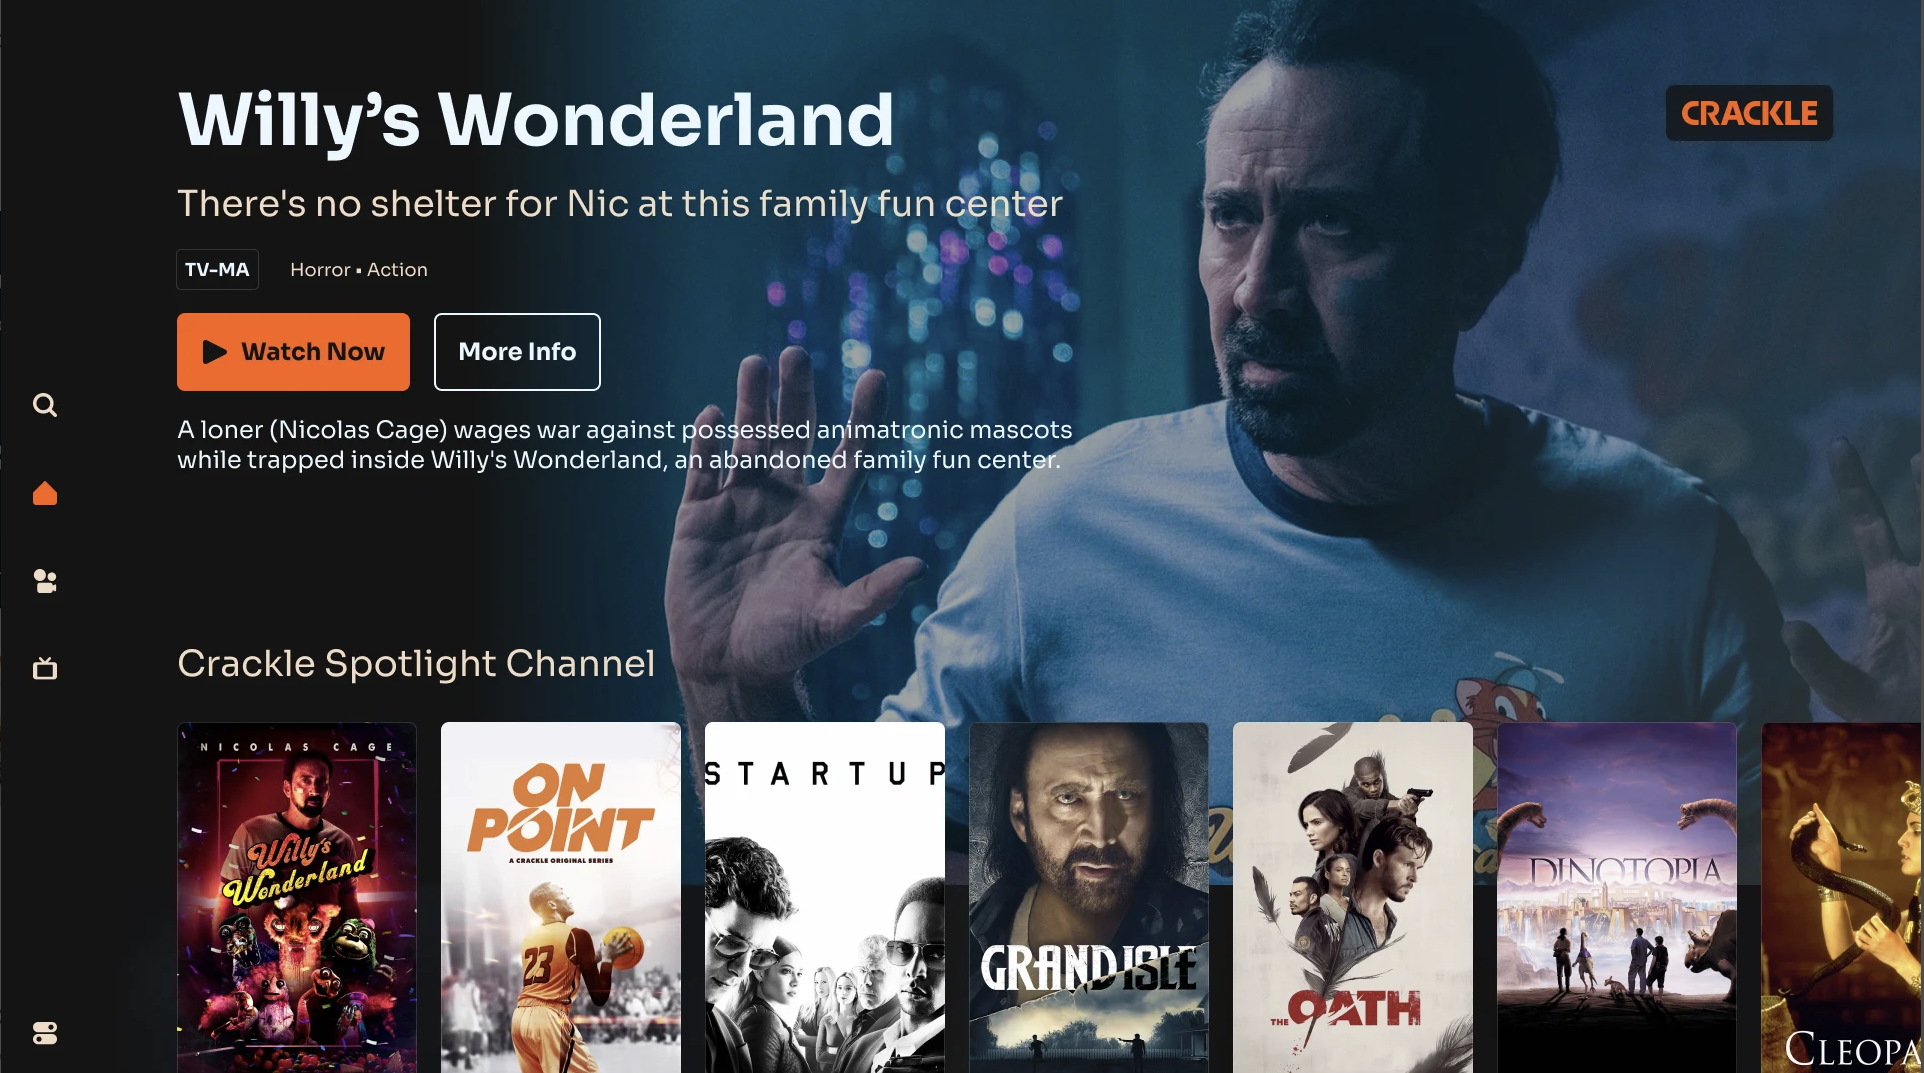 Willy's Wonderland
CRACKLE
There's no shelter for Nic at this family fun center
TV-MA
Horror • Action
Watch Now
More Info
A loner (Nicolas Cage) wages war against possessed animatronic mascots
while trapped inside Willy's Wonderland, an abandoned family fun center.
Crackle Spotlight Channel
NICOLAS CAGE
Willy's
Wonderland
ON
POINT
A CRACKLE ORIGINAL SERIES
23
STARTUP
GRAND ISLE
THE OATH
DINOTOPIA
CLEOPA